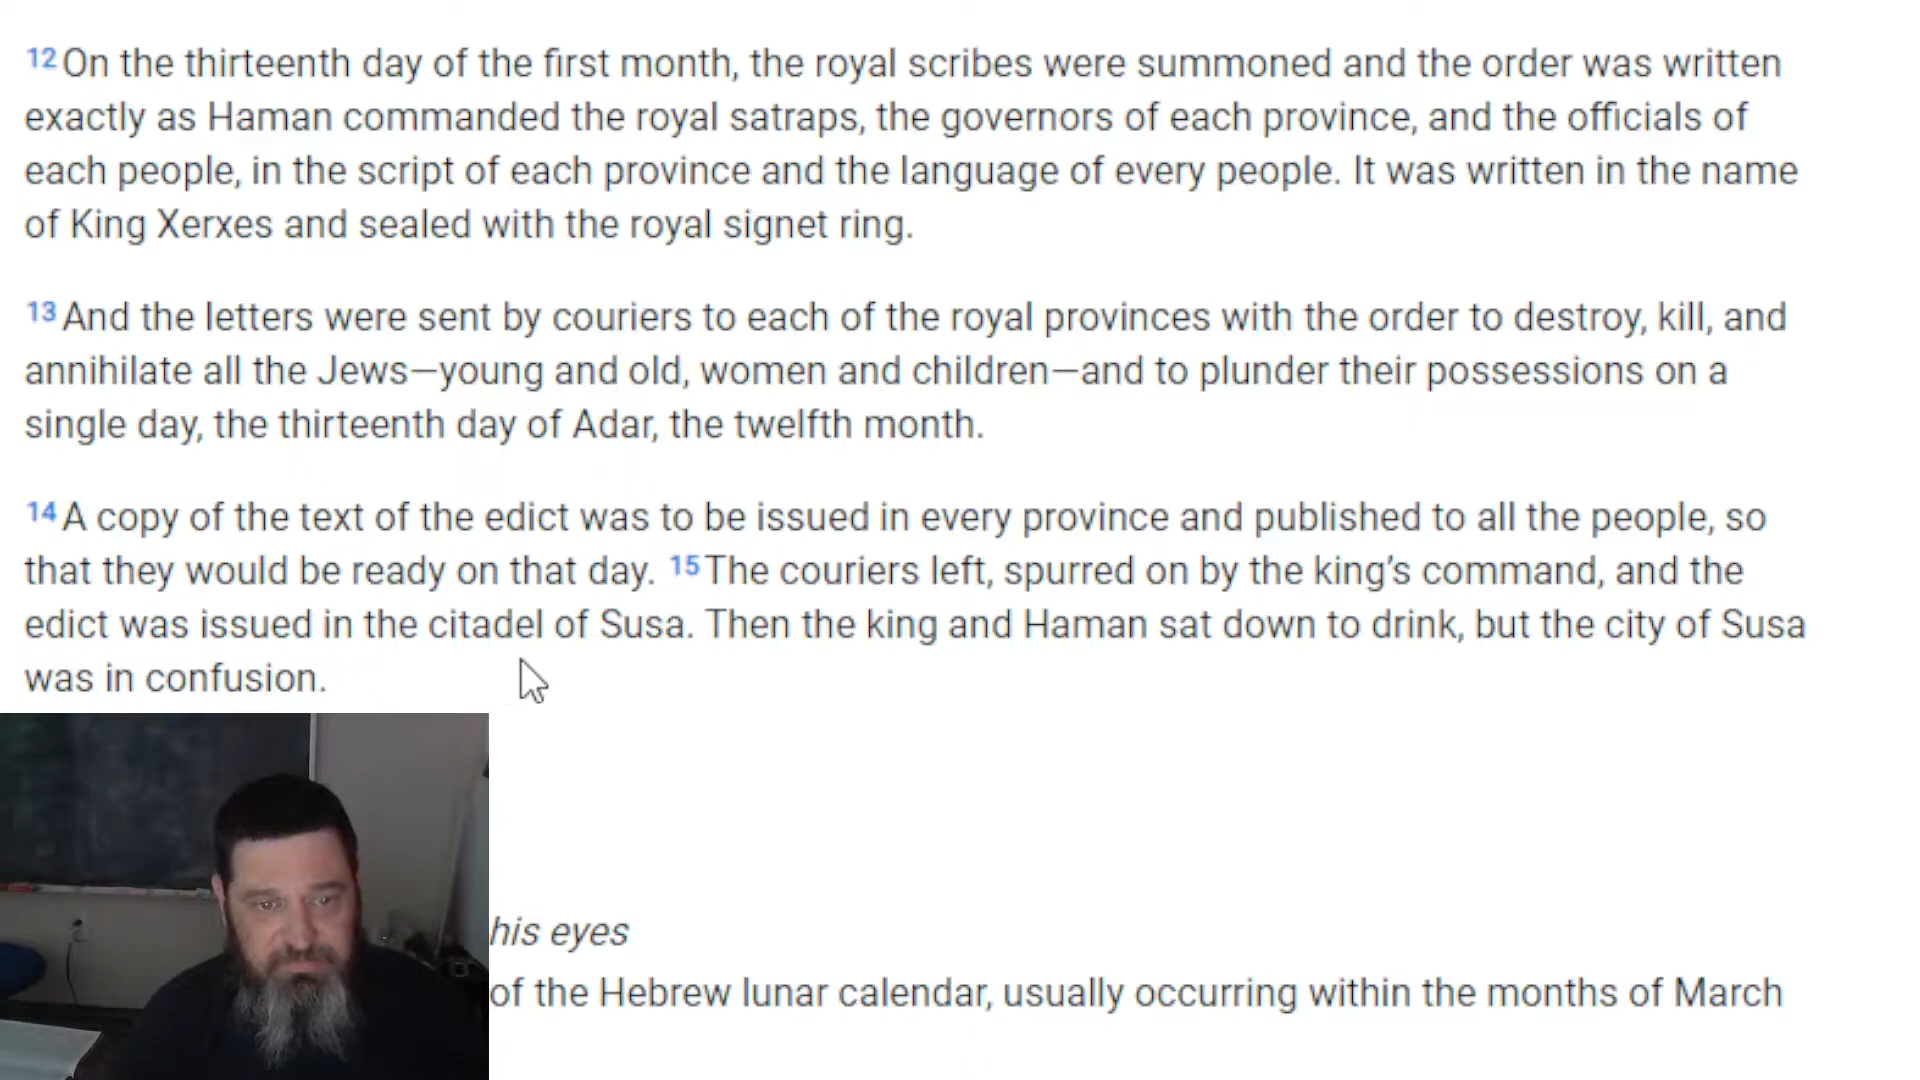 12 On the thirteenth day of the first month, the royal scribes were summoned and the order was written
exactly as Haman commanded the royal satraps, the governors of each province, and the officials of
each people, in the script of each province and the language of every people. It was written in the name
of King Xerxes and sealed with the royal signet ring.
13 And the letters were sent by couriers to each of the royal provinces with the order to destroy, kill, and
annihilate all the Jews—young and old, women and children—and to plunder their possessions on a
single day, the thirteenth day of Adar, the twelfth month.
14 A copy of the text of the edict was to be issued in every province and published to all the people, so
that they would be ready on that day. 15 The couriers left, spurred on by the king’s command, and the
edict was issued in the citadel of Susa. Then the king and Haman sat down to drink, but the city of Susa
was in confusion.
his eyes
of the Hebrew lunar calendar, usually occurring within the months of March